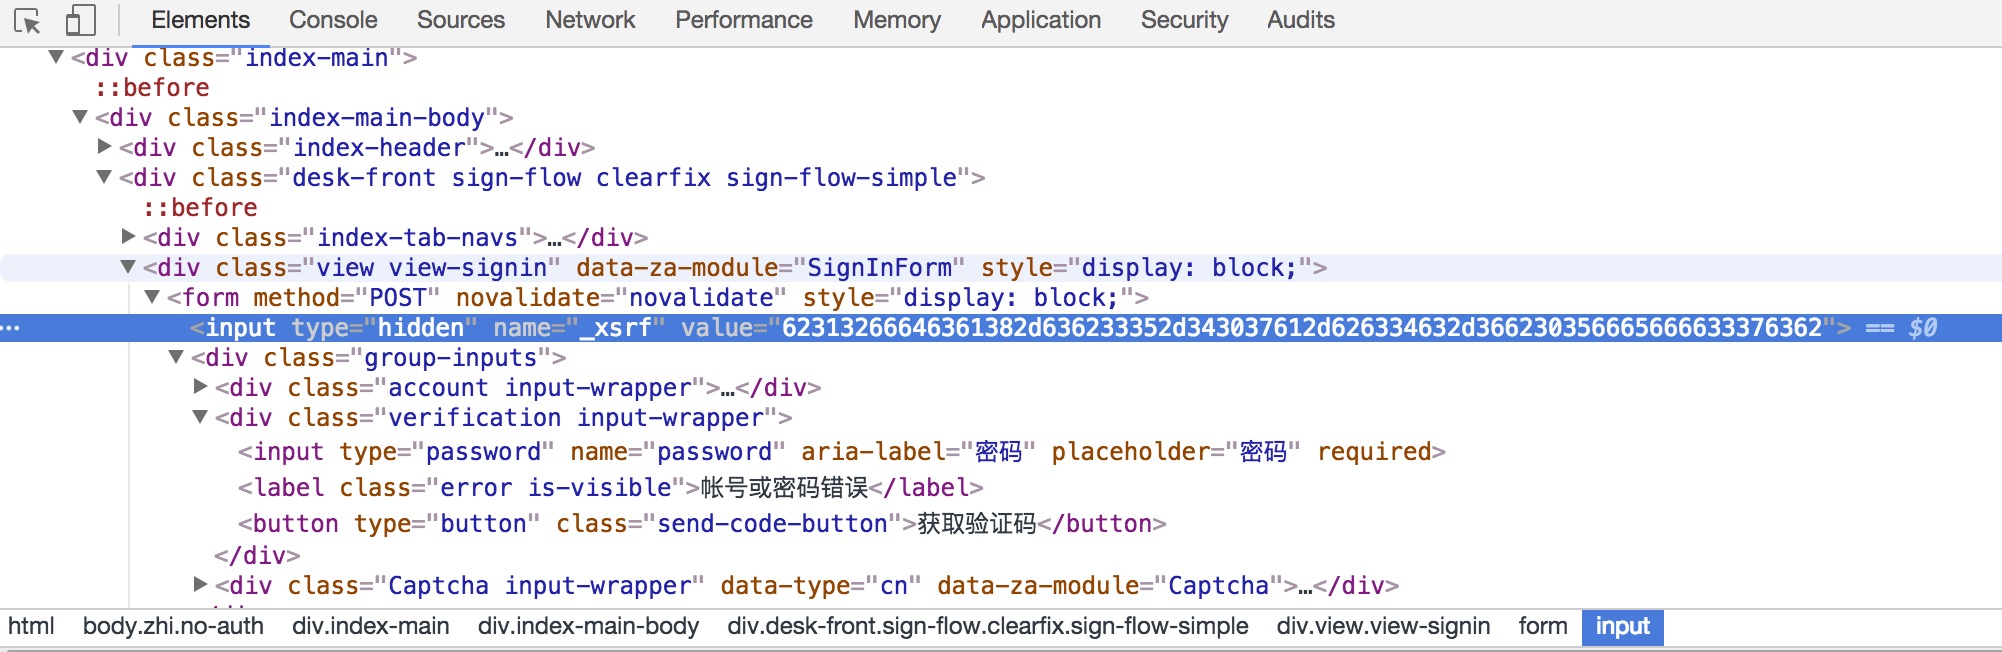 Elements Console Sources Network Performance Memory Application Security Audits
<div class="index-main">
::before
<div class="index-main-body">
<div class="index-header">…</div>
<div class="desk-front sign-flow clearfix sign-flow-simple">
::before
<div class="index-tab-navs">…</div>
<div class="view view-signin" data-za-module="SignInForm" style="display: block;">
<form method="POST" novalidate="novalidate" style="display: block;">
<input type="hidden" name="_xsrf" value="62313266646361382d636233352d343037612d626334632d366230356665666633376362"> == $0
<div class="group-inputs">
<div class="account input-wrapper">…</div>
<div class="verification input-wrapper">
<input type="password" name="password" aria-label="密码" placeholder="密码" required>
<label class="error is-visible">帐号或密码错误</label>
<button type="button" class="send-code-button">获取验证码</button>
</div>
<div class="Captcha input-wrapper" data-type="cn" data-za-module="Captcha">…</div>
html body.zhi.no-auth div.index-main div.index-main-body div.desk-front.sign-flow.clearfix.sign-flow-simple div.view.view-signin form input